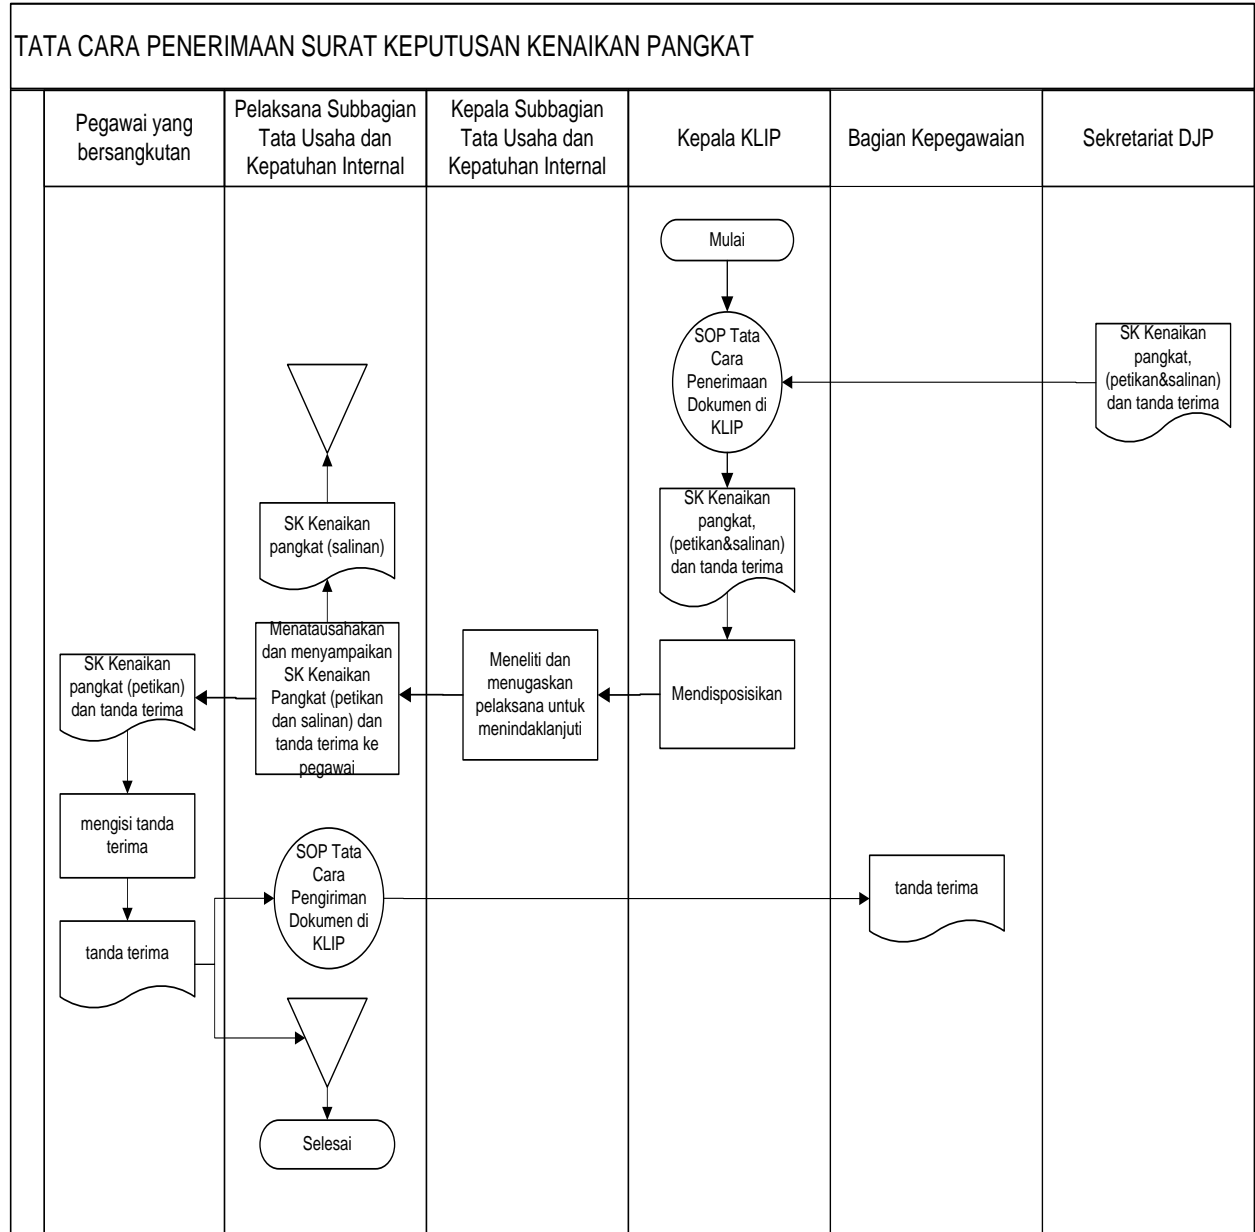 TATA CARA PENERIMAAN SURAT KEPUTUSAN KENAIKAN PANGKAT
Pegawai yang
bersangkutan
Pelaksana Subbagian
Tata Usaha dan
Kepatuhan Internal
Kepala Subbagian
Tata Usaha dan
Kepatuhan Internal
Kepala KLIP
Bagian Kepegawaian
Sekretariat DJP
Mulai
SOP Tata
Cara
Penerimaan
Dokumen di
KLIP
SK Kenaikan
pangkat,
(petikan&salinan)
dan tanda terima
SK Kenaikan
pangkat,
(petikan&salinan)
dan tanda terima
SK Kenaikan
pangkat (salinan)
Mendisposisikan
Meneliti dan
menugaskan
pelaksana untuk
menindaklanjuti
Menatausahakan
dan menyampaikan
SK Kenaikan
Pangkat (petikan
dan salinan) dan
tanda terima ke
pegawai
SK Kenaikan
pangkat (petikan)
dan tanda terima
mengisi tanda
terima
tanda terima
SOP Tata
Cara
Pengiriman
Dokumen di
KLIP
tanda terima
Selesai